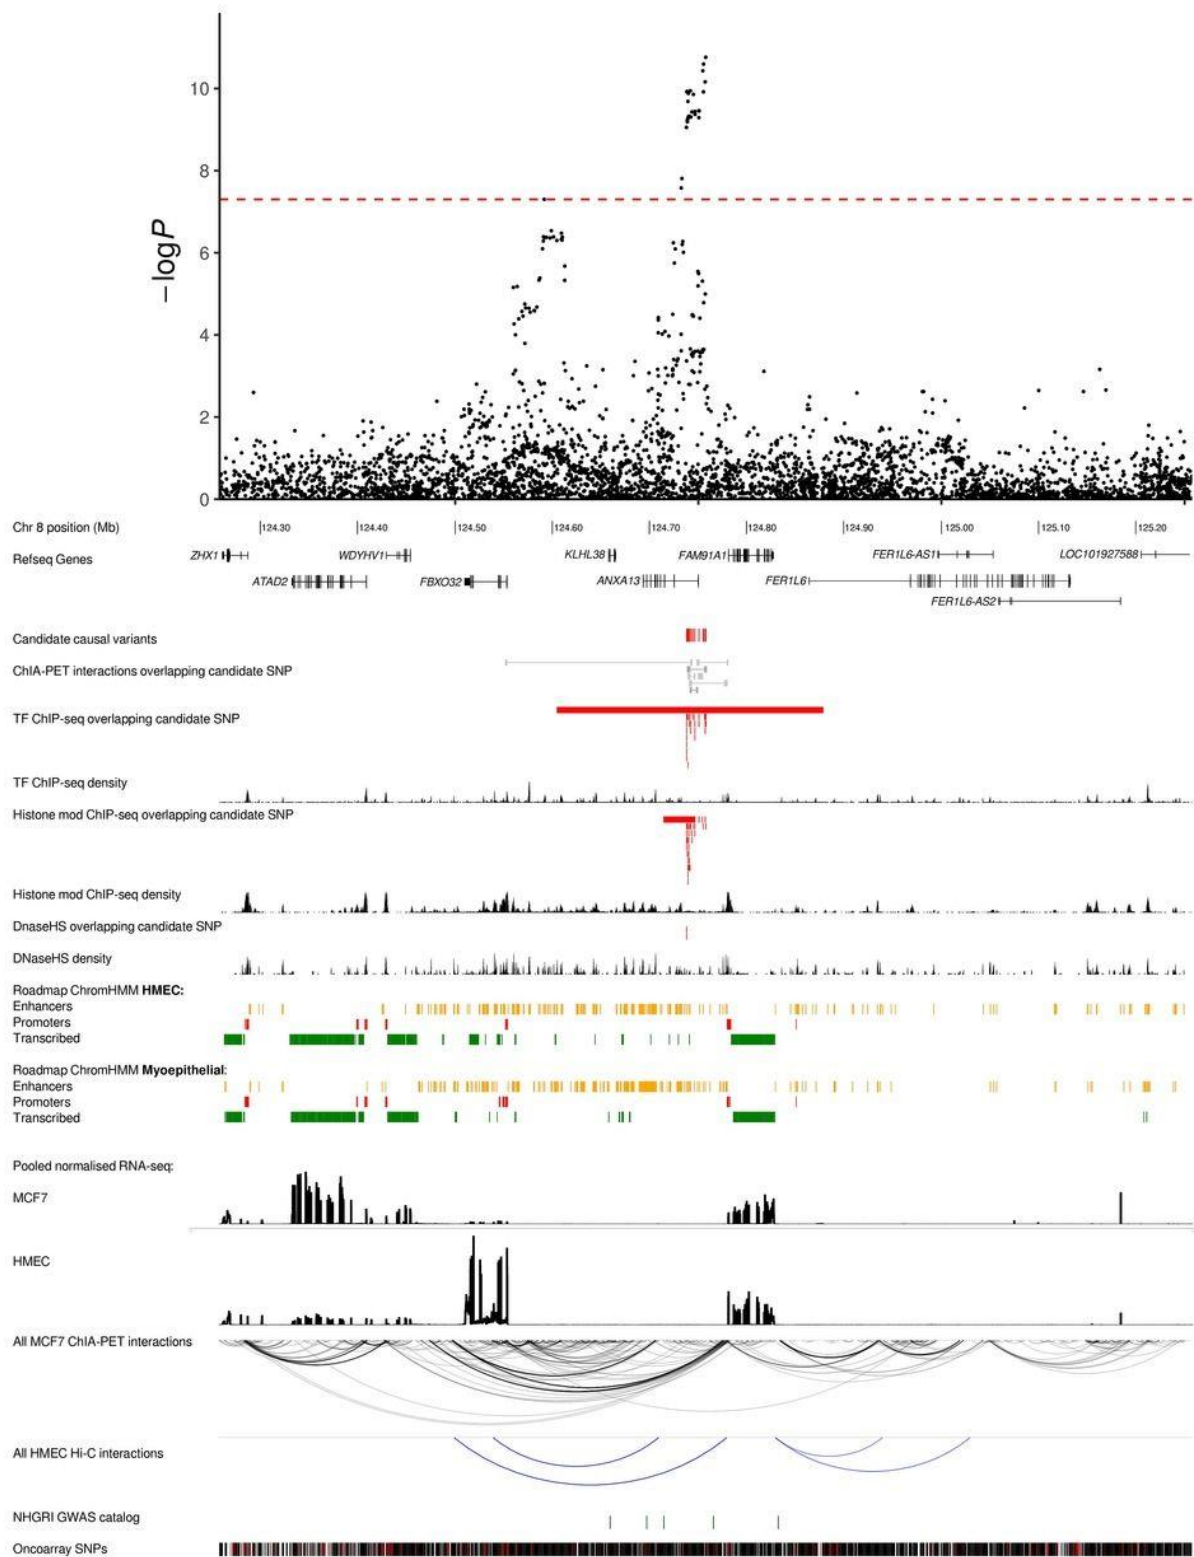 10
8
6
4
2
0
−logP
Chr 8 position (Mb) |124.30 |124.40 |124.50 |124.60 |124.70 |124.80 |124.90 |125.00 |125.10 |125.20
Refseq Genes ZHX1 WDYHV1 KLHL38 FAM91A1 FER1L6-AS1 LOC101927588
ATAD2 FBXO32 ANXA13 FER1L6
FER1L6-AS2
Candidate causal variants
ChIA-PET interactions overlapping candidate SNP
TF ChIP-seq overlapping candidate SNP
TF ChIP-seq density
Histone mod ChIP-seq overlapping candidate SNP
Histone mod ChIP-seq density
DnaseHS overlapping candidate SNP
DNaseHS density
Roadmap ChromHMM HMEC:
Enhancers
Promoters
Transcribed
Roadmap ChromHMM Myoepithelial:
Enhancers
Promoters
Transcribed
Pooled normalised RNA-seq:
MCF7
HMEC
All MCF7 ChIA-PET interactions
All HMEC Hi-C interactions
NHGRI GWAS catalog
Oncoarray SNPs